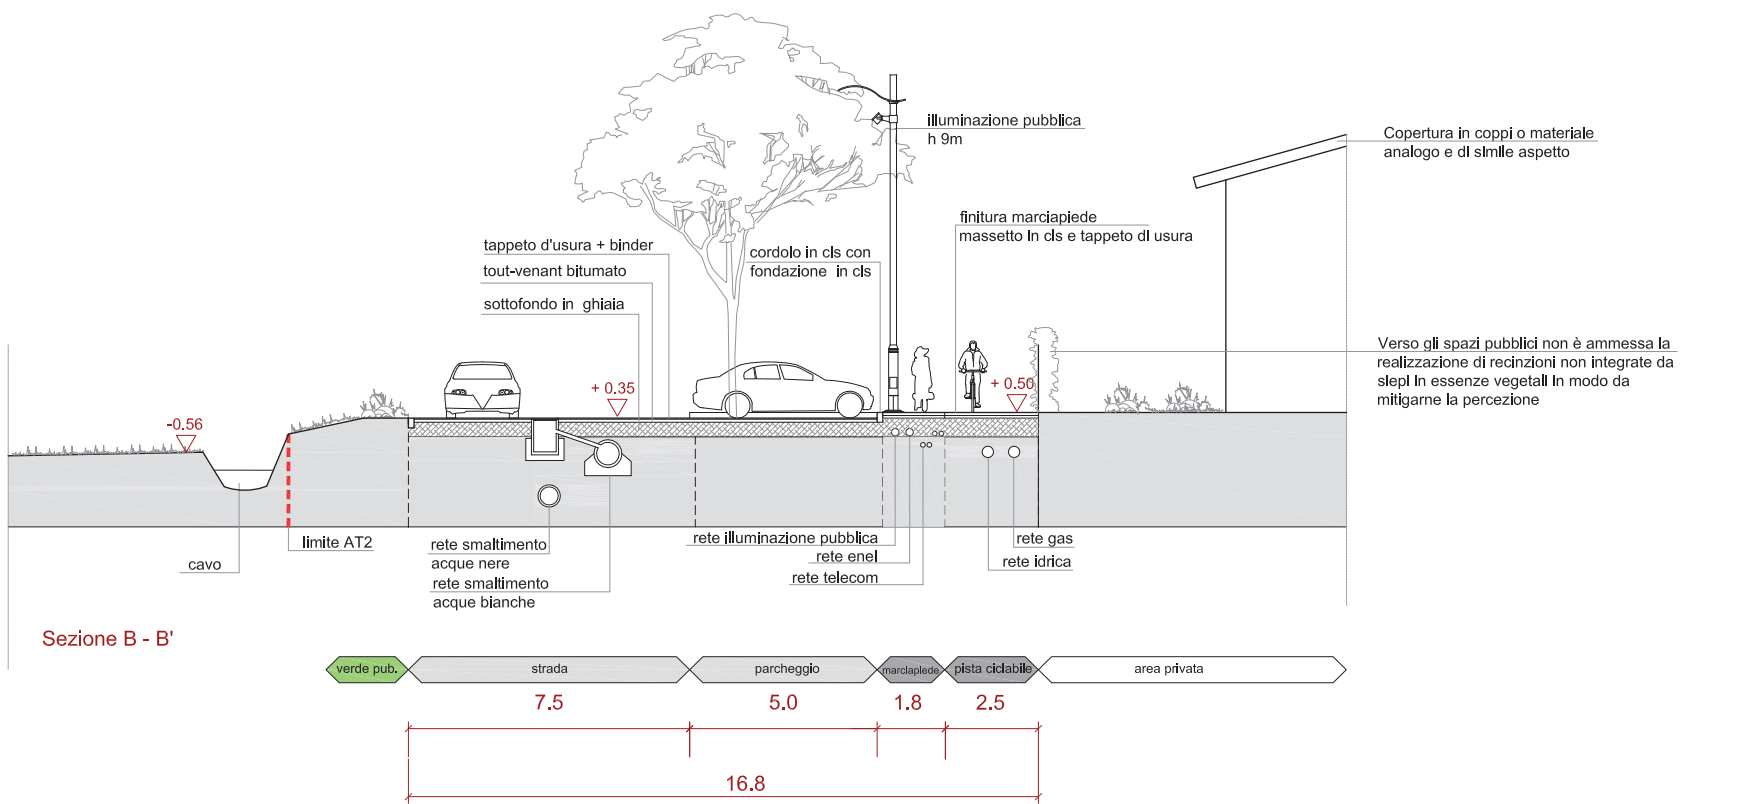 illuminazione pubblica
h 9m
Copertura in coppi o materiale
analogo e di simile aspetto
finitura marciapiede
massetto in cls e tappeto di usura
tappeto d'usura + binder
tout-venant bitumato
sottofondo in ghiaia
cordolo in cls con
fondazione in cls
Verso gli spazi pubblici non è ammessa la
realizzazione di recinzioni non integrate da
siepi in essenze vegetali in modo da
mitigarne la percezione
+ 0.35
+ 0.50
-0.56
limite AT2
cavo
rete smaltimento
acque nere
rete smaltimento
acque bianche
rete illuminazione pubblica
rete enel
rete telecom
rete gas
rete idrica
Sezione B - B'
verde pub.
strada
parcheggio
marciapiede
pista ciclabile
area privata
7.5
5.0
1.8
2.5
16.8